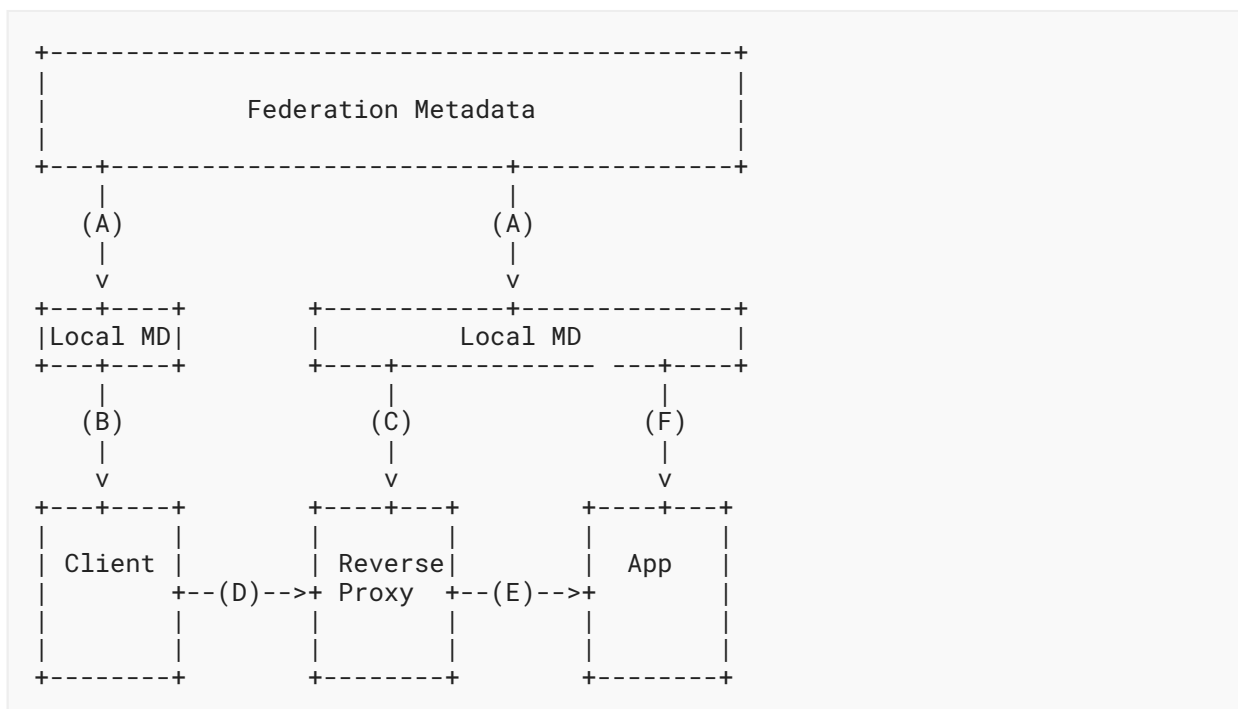 +---------------------------------------------+
|                                             |
|             Federation Metadata             |
|                                             |
+---+--------------------------+--------------+
    |                          |
   (A)                        (A)
    |                          |
    v                          v
+---+----+        +------------+--------------+
|Local MD|        |         Local MD          |
+---+----+        +----+------------- ---+----+
    |                  |                 |
   (B)                (C)               (F)
    |                  |                 |
    v                  v                 v
+---+----+        +----+---+        +----+---+
|        |        |        |        |        |
| Client |        | Reverse|        |  App   |
|        +--(D)-->+ Proxy  +--(E)-->+        |
|        |        |        |        |        |
|        |        |        |        |        |
+--------+        +--------+        +--------+